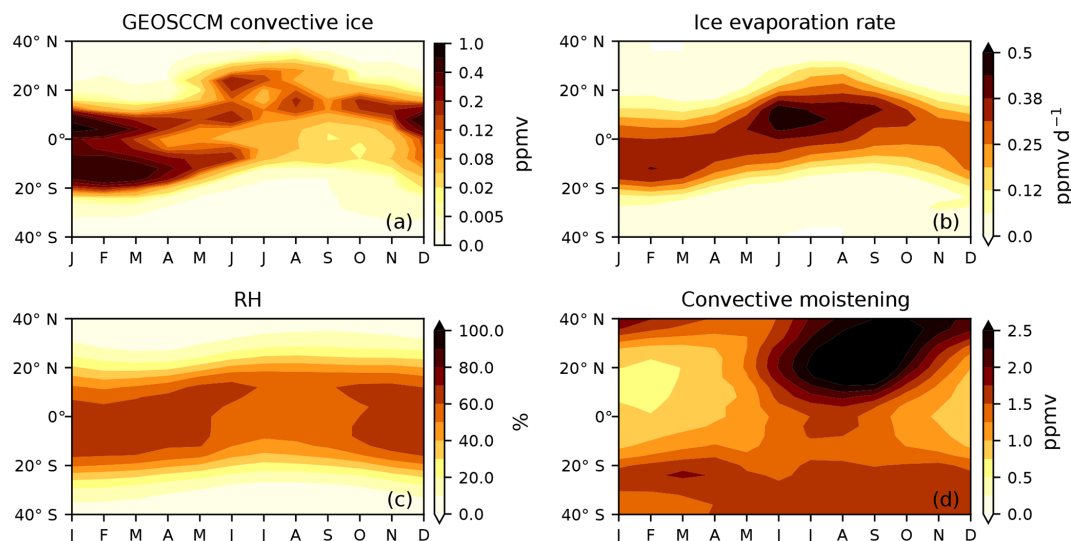 GEOSCCM convective ice
40° N
20° N
0°
20° S
40° S
J F M A M J J A S O N D
(a)
1.0
0.4
0.2
0.12
0.08
0.02
0.005
0.0
ppmv
Ice evaporation rate
40° N
20° N
0°
20° S
40° S
J F M A M J J A S O N D
(b)
0.5
0.38
0.25
0.12
0.0
ppmv d⁻¹
RH
40° N
20° N
0°
20° S
40° S
J F M A M J J A S O N D
(c)
100.0
80.0
60.0
40.0
20.0
0.0
%
Convective moistening
40° N
20° N
0°
20° S
40° S
J F M A M J J A S O N D
(d)
2.5
2.0
1.5
1.0
0.5
0.0
ppmv